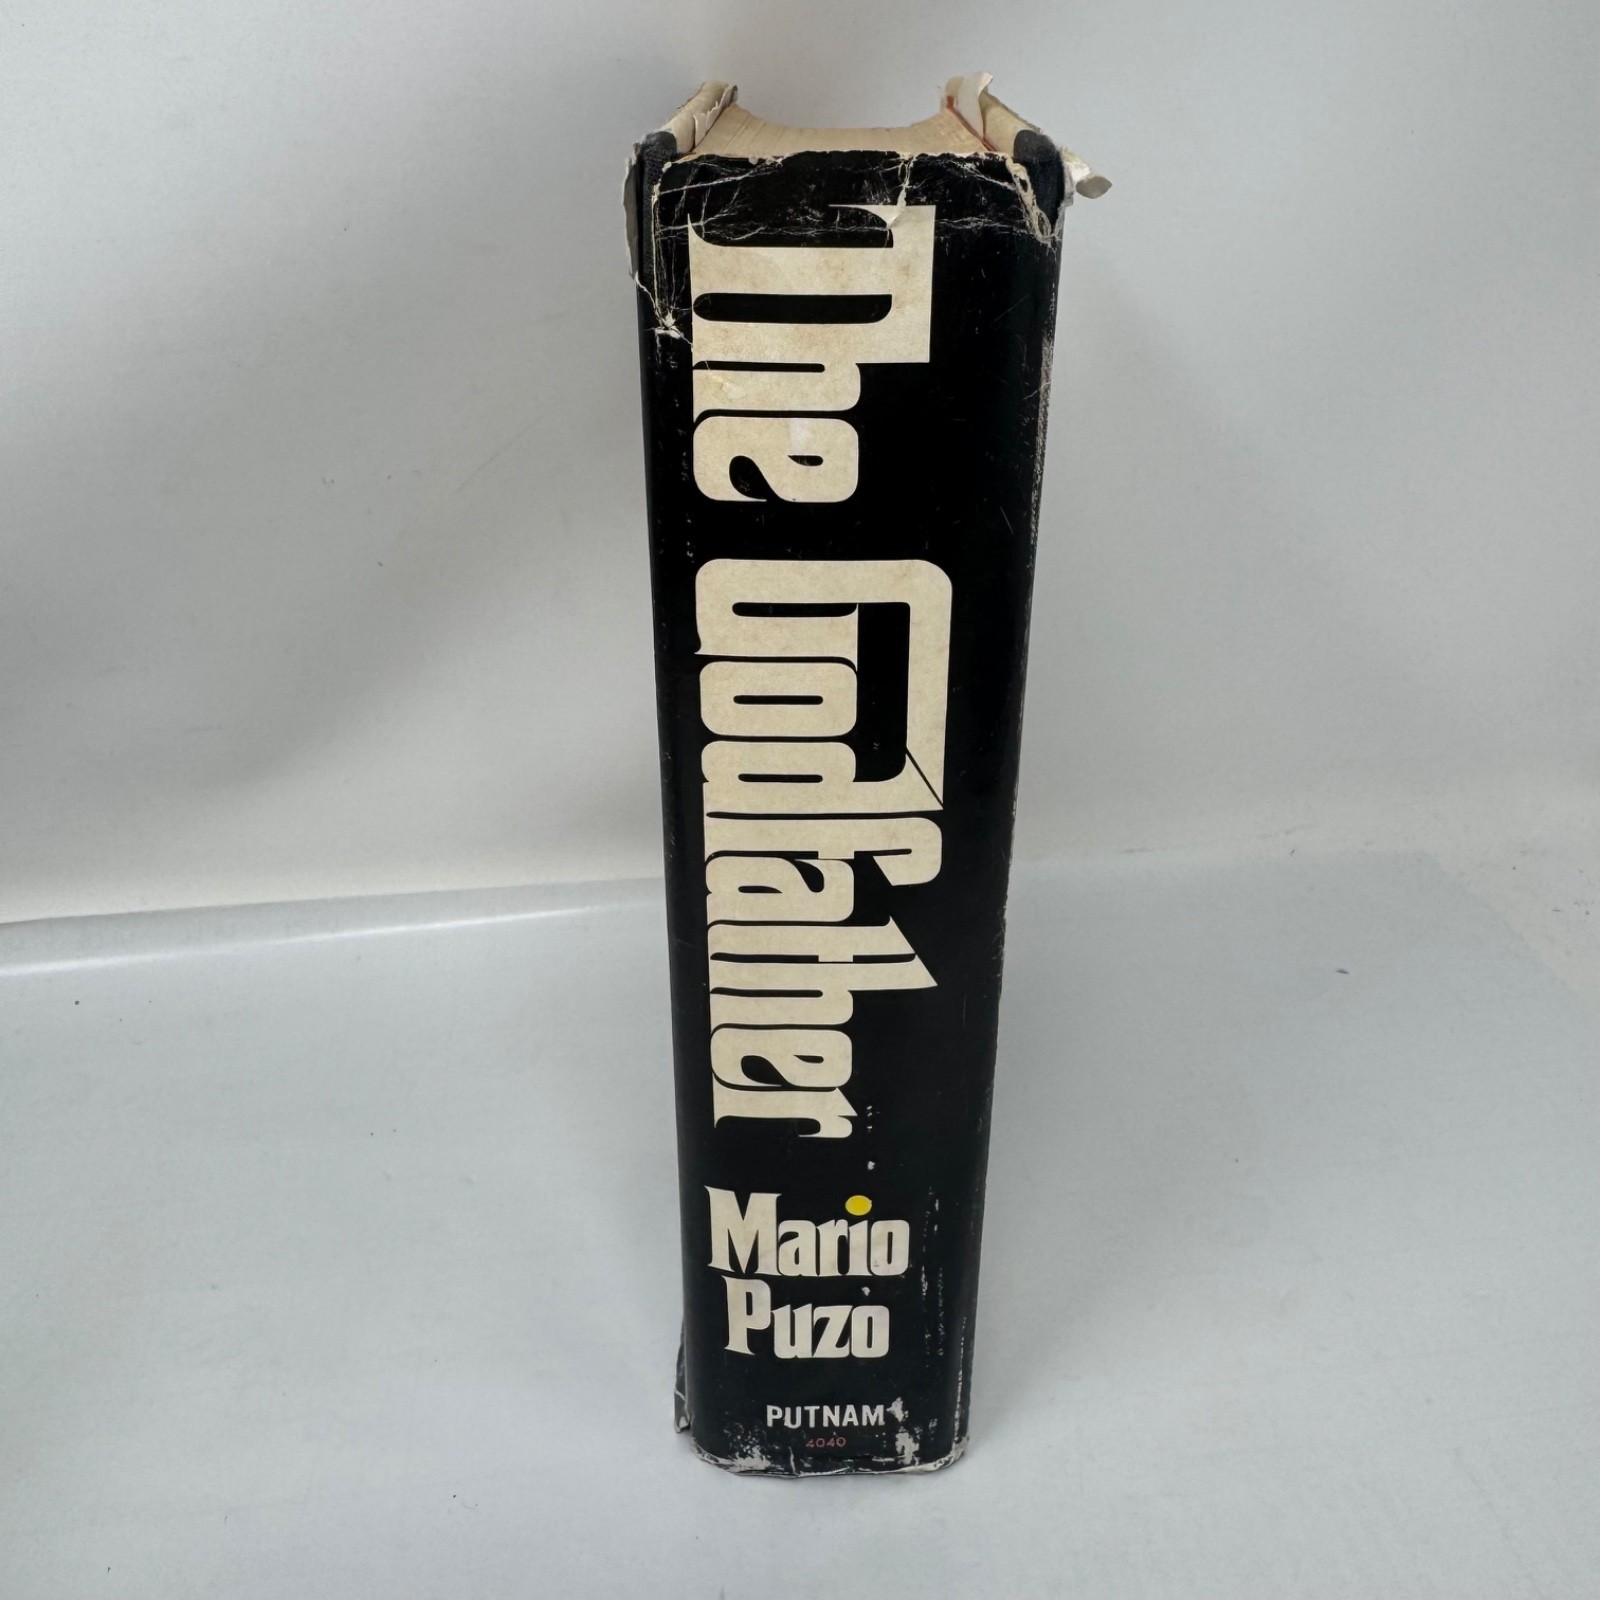 The Godfather
Mario
Puzo
PUTNAM
4040